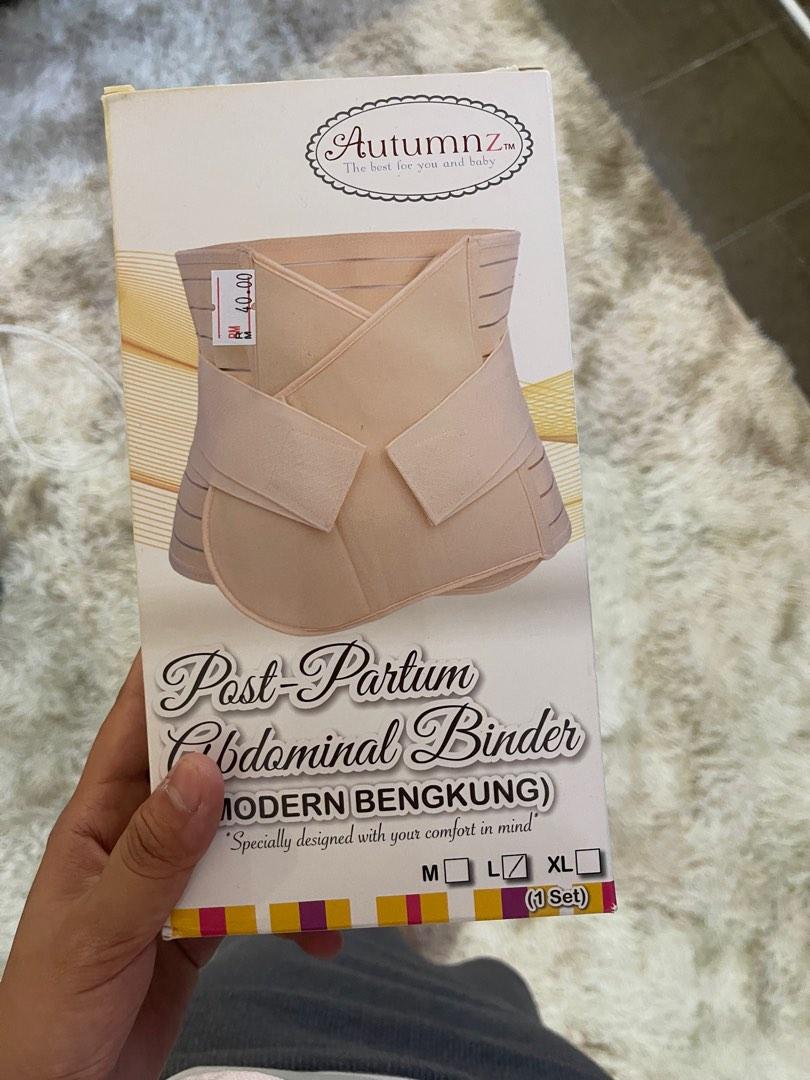 Autumnz™
The best for you and baby
RM 40.00
Post-Partum
Abdominal Binder
MODERN BENGKUNG)
"Specially designed with your comfort in mind"
M L XL
(1 Set)